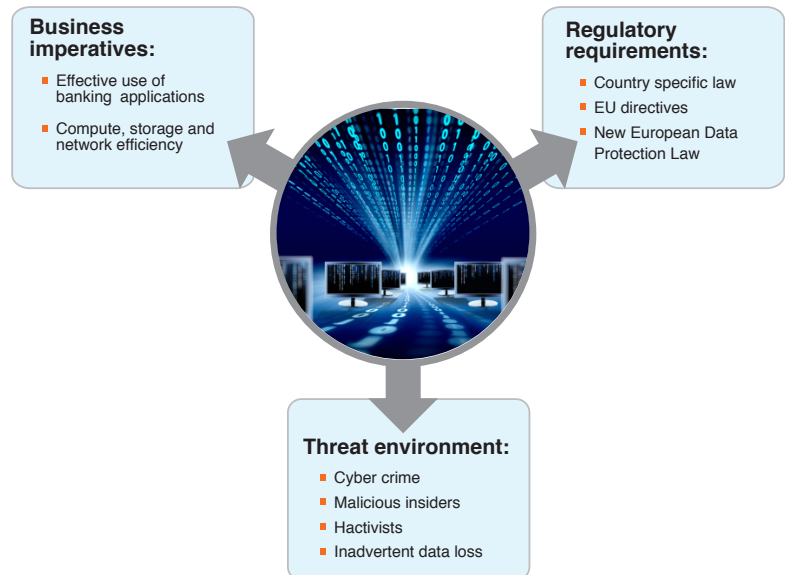 Business
imperatives:
Effective use of
banking applications
Compute, storage and
network efficiency
Regulatory
requirements:
Country specific law
EU directives
New European Data
Protection Law
Threat environment:
Cyber crime
Malicious insiders
Hactivists
Inadvertent data loss